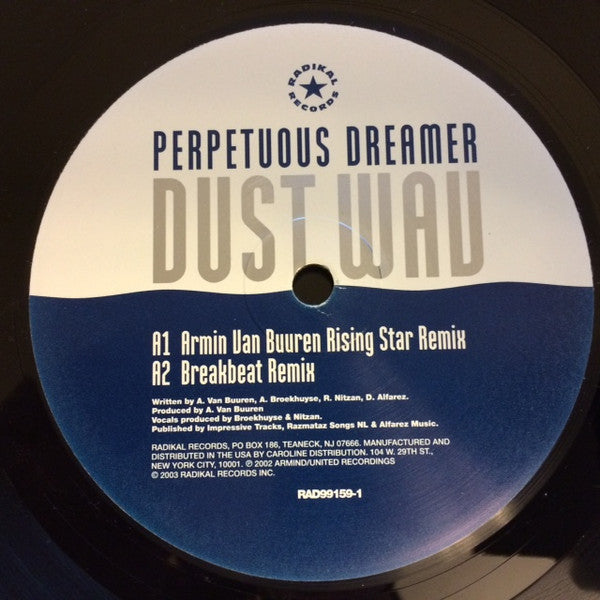 RADIKAL
RECORDS
PERPETUOUS DREAMER
DUST WAV
A1 Armin Van Buuren Rising Star Remix
A2 Breakbeat Remix
Written by A. Van Buuren, A. Broekhuyse, R. Nitzan, D. Alfarez.
Produced by A. Van Buuren
Vocals produced by Broekhuyse & Nitzan.
Published by Impressive Tracks, Razmataz Songs NL & Alfarez Music.
RADIKAL RECORDS, PO BOX 186, TEANECK, NJ 07666. MANUFACTURED AND
DISTRIBUTED IN THE USA BY CAROLINE DISTRIBUTION. 104 W. 29TH ST.,
NEW YORK CITY, 10001. ℗ 2002 ARMIND/UNITED RECORDINGS
© 2003 RADIKAL RECORDS INC.
RAD99159-1